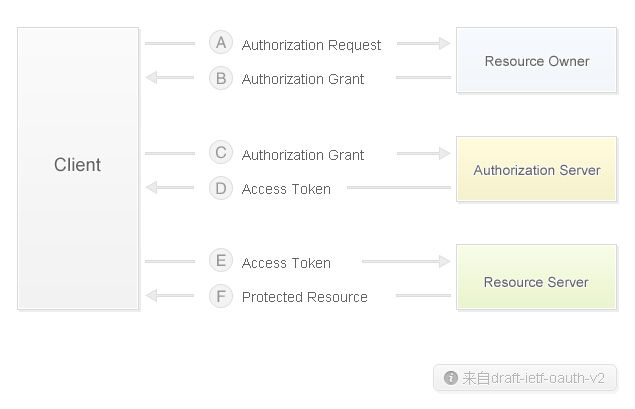 Client
A Authorization Request
B Authorization Grant
Resource Owner
C Authorization Grant
D Access Token
Authorization Server
E Access Token
F Protected Resource
Resource Server
i 来自draft-ietf-oauth-v2